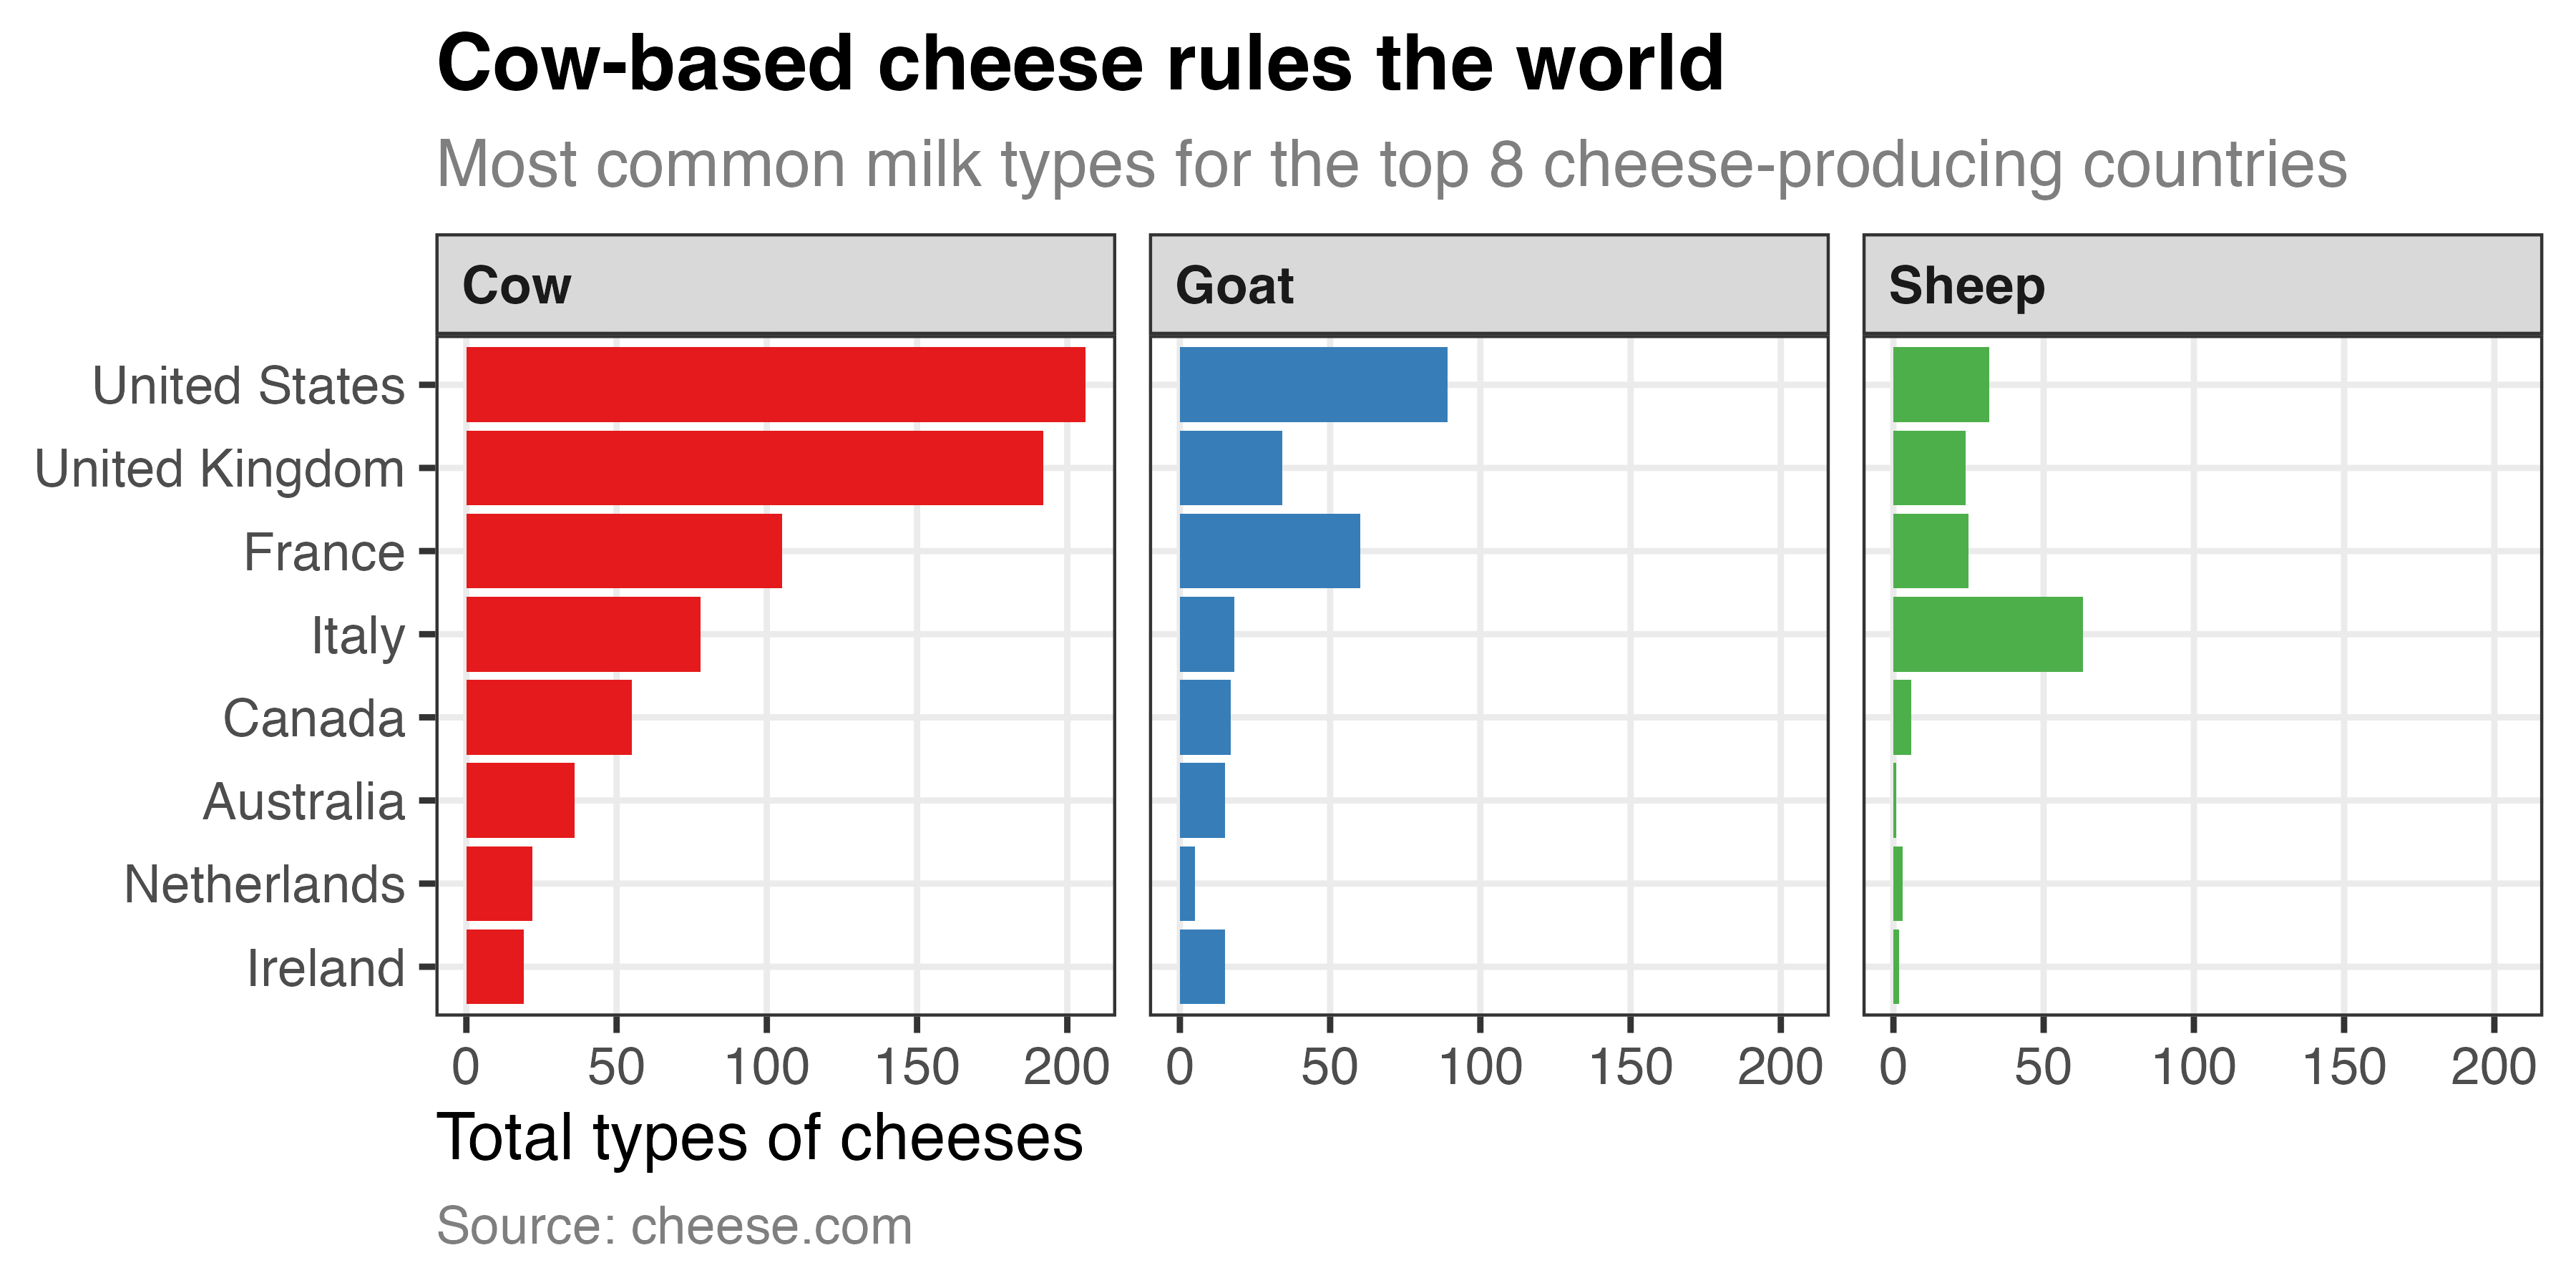 Cow-based cheese rules the world
Most common milk types for the top 8 cheese-producing countries
Cow
Goat
Sheep
United States
United Kingdom
France
Italy
Canada
Australia
Netherlands
Ireland
0 50 100 150 200
0 50 100 150 200
0 50 100 150 200
Total types of cheeses
Source: cheese.com